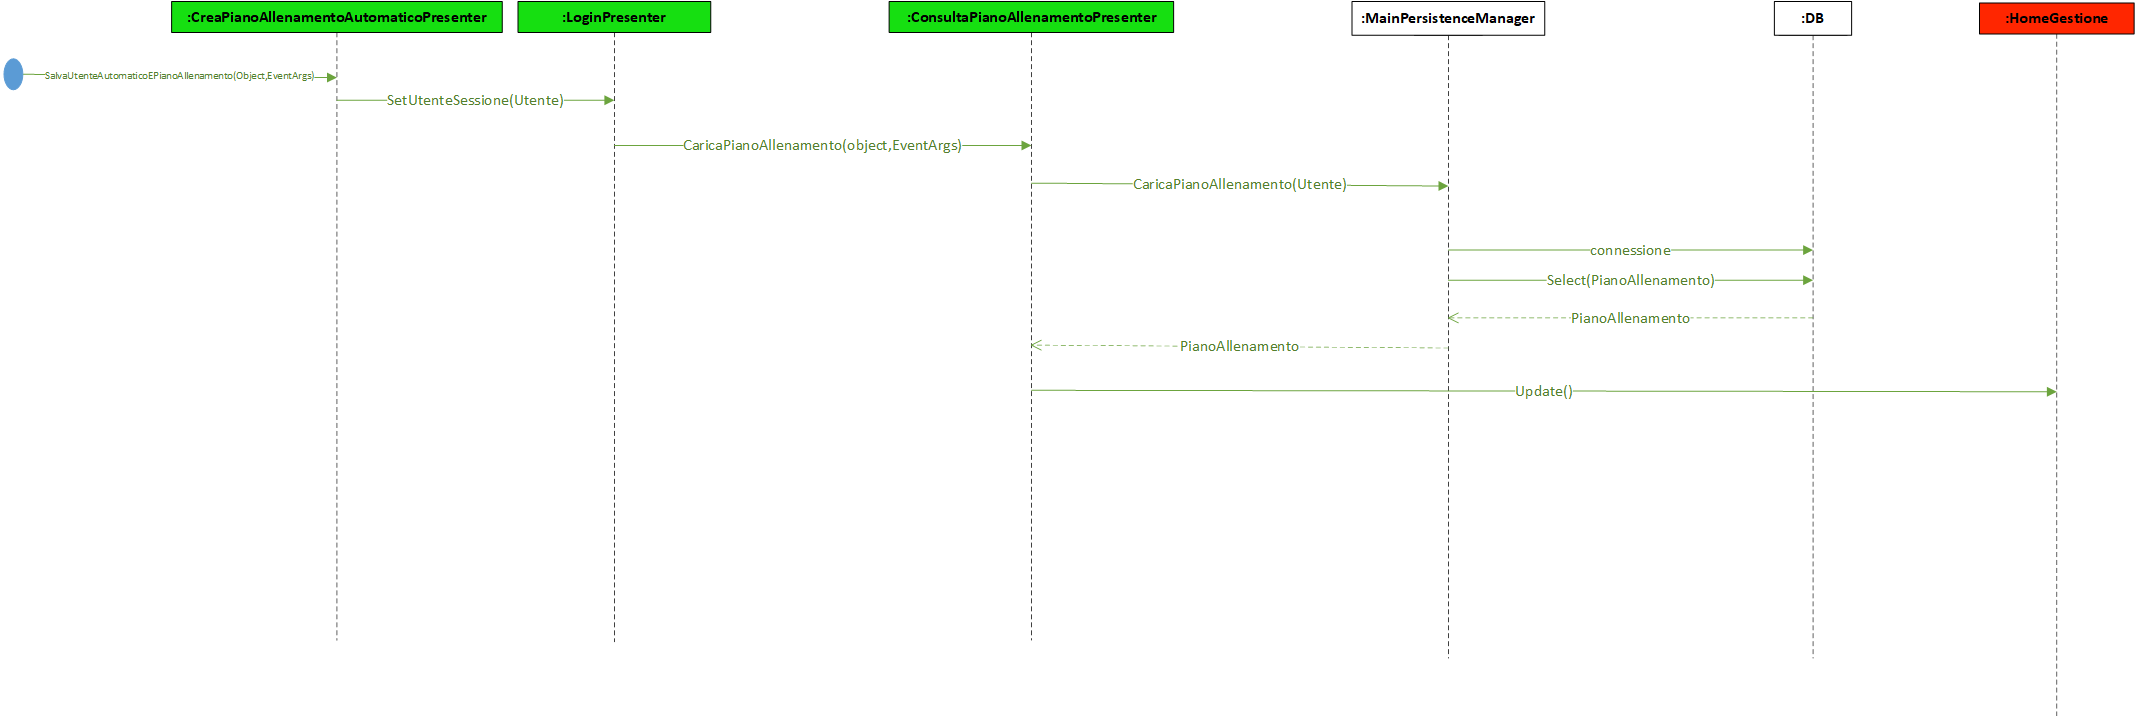 :CreaPianoAllenamentoAutomaticoPresenter
:LoginPresenter
:ConsultaPianoAllenamentoPresenter
:MainPersistenceManager
:DB
:HomeGestione
SalvaUtenteAutomaticoEPianoAllenamento(Object,EventArgs)
SetUtenteSessione(Utente)
CaricaPianoAllenamento(object,EventArgs)
CaricaPianoAllenamento(Utente)
connessione
Select(PianoAllenamento)
PianoAllenamento
PianoAllenamento
Update()